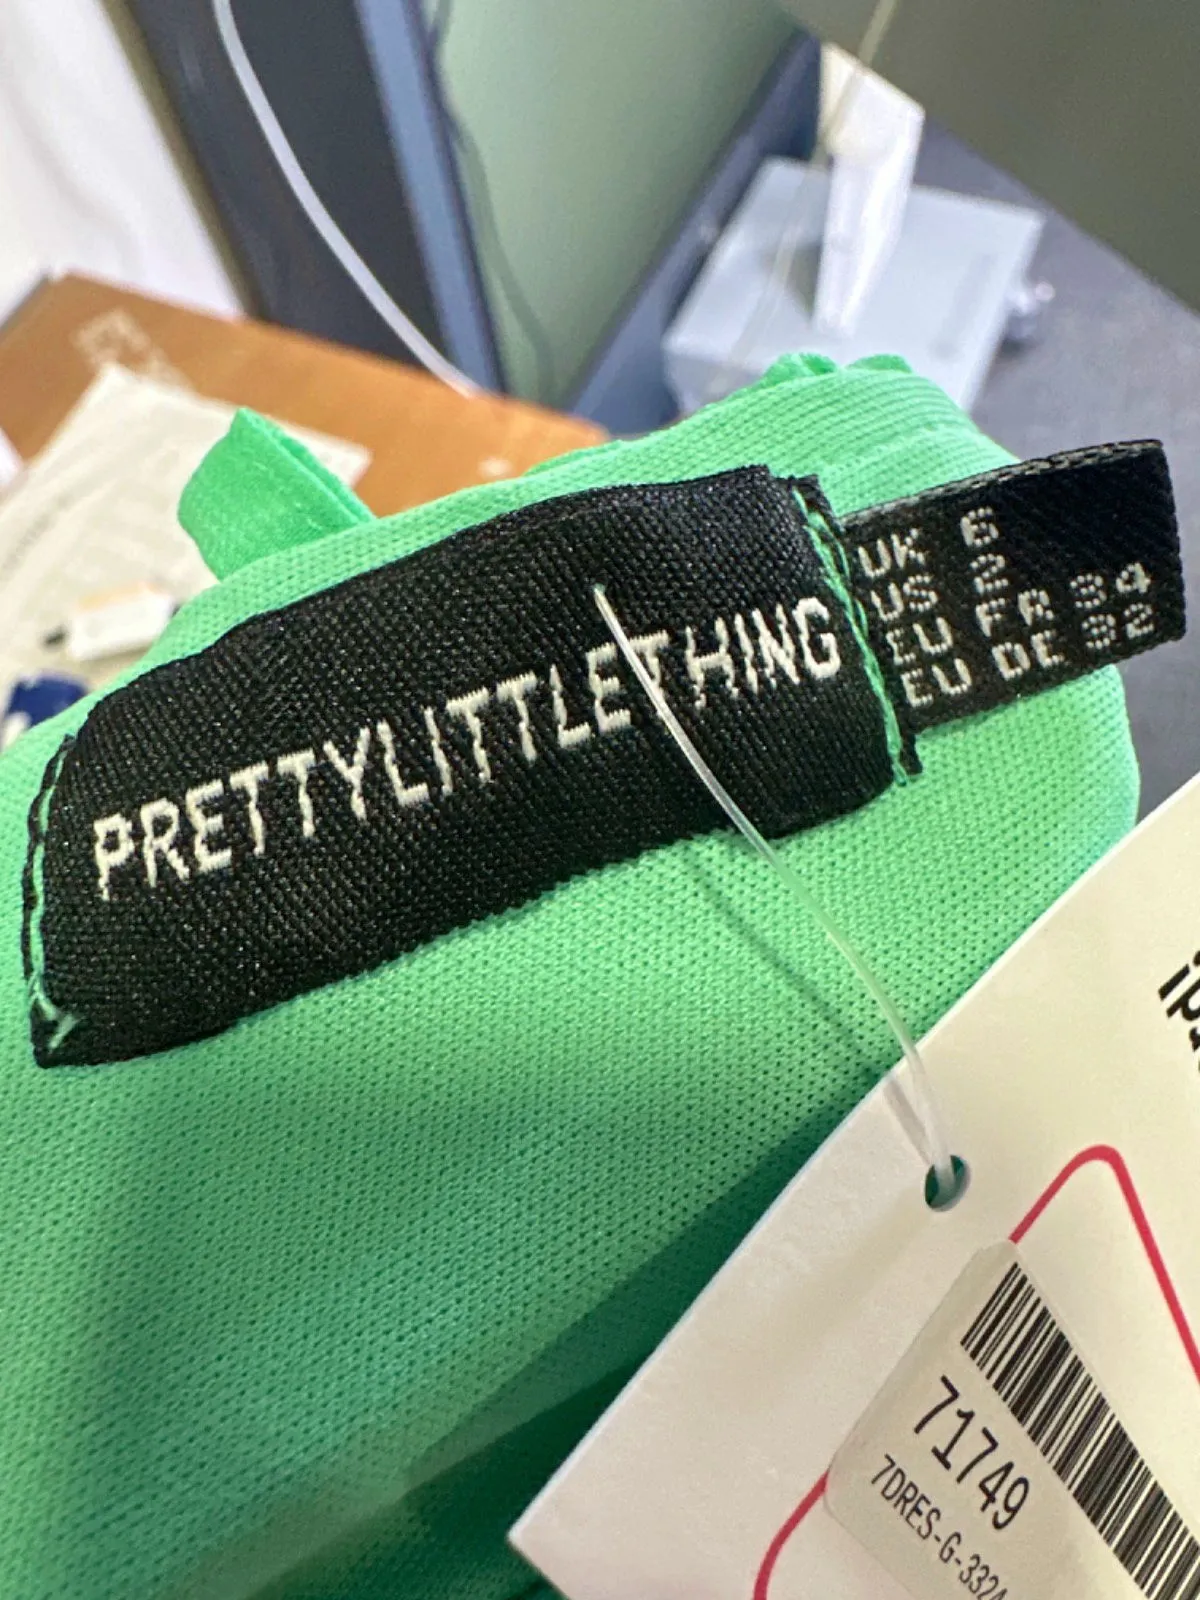 PRETTYLITTLETHING
UK 6
US 2
EU FR 34
EU DE 32
71749
7DRES-G-3324